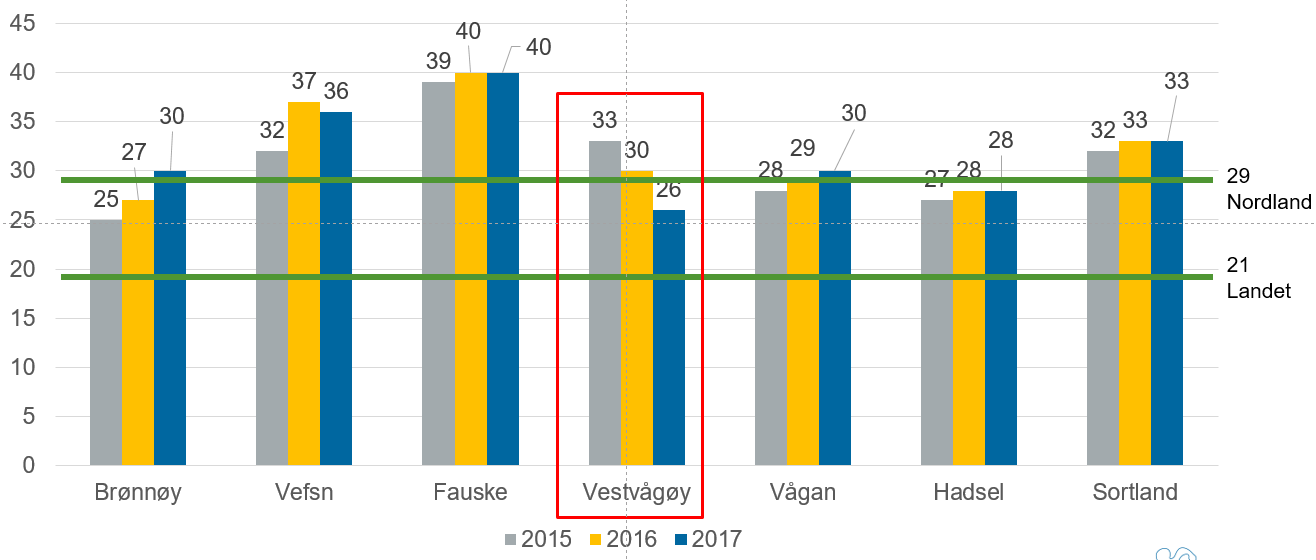 45
40
35
30
25
20
15
10
5
0
25 27 30
32 37 36
39 40 40
33 30 26
28 29 30
27 28 28
32 33 33
29
Nordland
21
Landet
Brønnøy Vefsn Fauske Vestvågøy Vågan Hadsel Sortland
2015 2016 2017